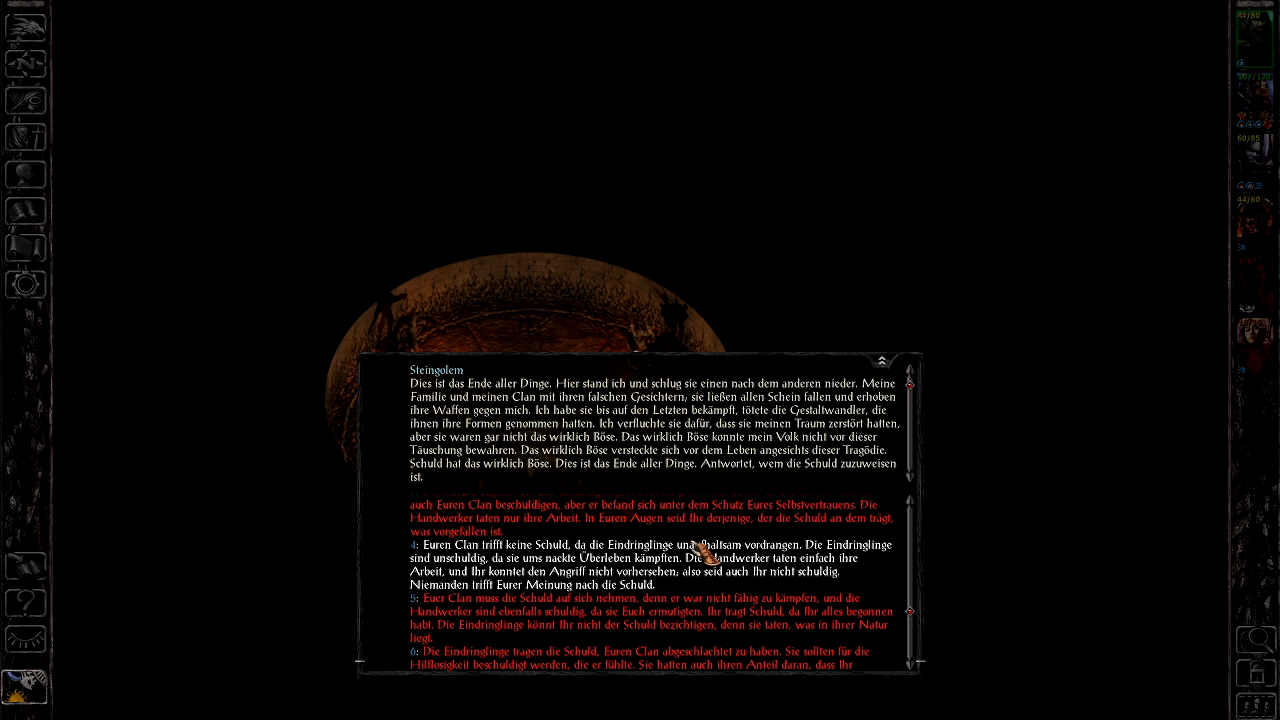 Steingolem
Dies ist das Ende aller Dinge. Hier stand ich und schlug sie einen nach dem anderen nieder. Meine
Familie und meinen Clan mit ihren falschen Gesichtern; sie ließen allen Schein fallen und erhoben
ihre Waffen gegen mich. Ich habe sie bis auf den Letzten bekämpft, tötete die Gestaltwandler, die
ihnen ihre Formen genommen hatten. Ich verfluchte sie dafür, dass sie meinen Traum zerstört hatten,
aber sie waren gar nicht das wirklich Böse. Das wirklich Böse konnte mein Volk nicht vor dieser
Täuschung bewahren. Das wirklich Böse versteckte sich vor dem Leben angesichts dieser Tragödie.
Schuld hat das wirklich Böse. Dies ist das Ende aller Dinge. Antwortet, wem die Schuld zuzuweisen
ist.
auch Euren Clan beschuldigen, aber er befand sich unter dem Schutz Eures Selbstvertrauens. Die
Handwerker taten nur ihre Arbeit. In Euren Augen seid Ihr derjenige, der die Schuld an dem trägt,
was vorgefallen ist.
4: Euren Clan trifft keine Schuld, da die Eindringlinge vordrangen. Die Eindringlinge
sind unschuldig, da sie ums nackte Überleben kämpften. Die Handwerker taten einfach ihre
Arbeit, und Ihr konntet den Angriff nicht vorhersehen; also seid auch Ihr nicht schuldig.
Niemanden trifft Eurer Meinung nach die Schuld.
5: Euer Clan muss die Schuld auf sich nehmen, denn er war nicht fähig zu kämpfen, und die
Handwerker sind ebenfalls schuldig, da sie Euch ermutigten. Ihr tragt Schuld, da Ihr alles begonnen
habt. Die Eindringlinge könnt Ihr nicht der Schuld bezichtigen, denn sie taten, was in ihrer Natur
liegt.
6: Die Eindringlinge tragen die Schuld, Euren Clan abgeschlachtet zu haben. Sie sollten für die
Hilflosigkeit beschuldigt werden, die er fühlte. Sie hatten auch ihren Anteil daran, dass Ihr
107/120
60/85
44/60